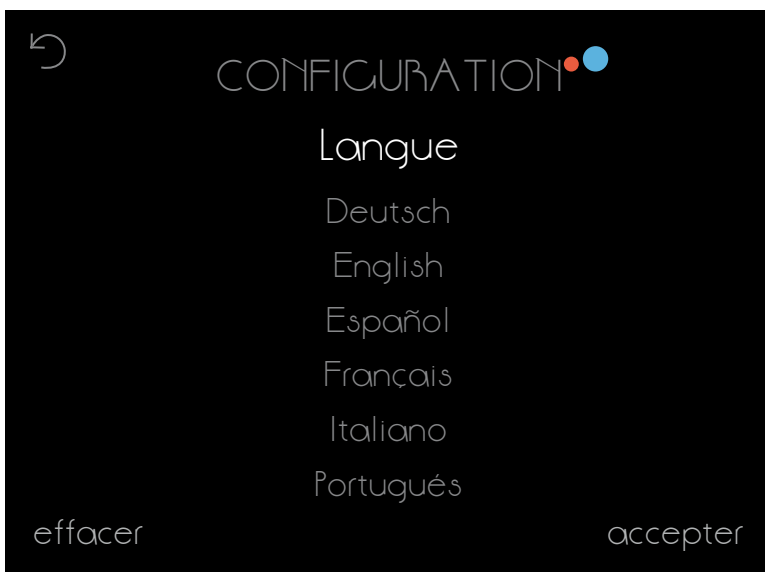 CONFIGURATION
Langue
Deutsch
English
Español
Français
Italiano
Portugués
effacer
accepter